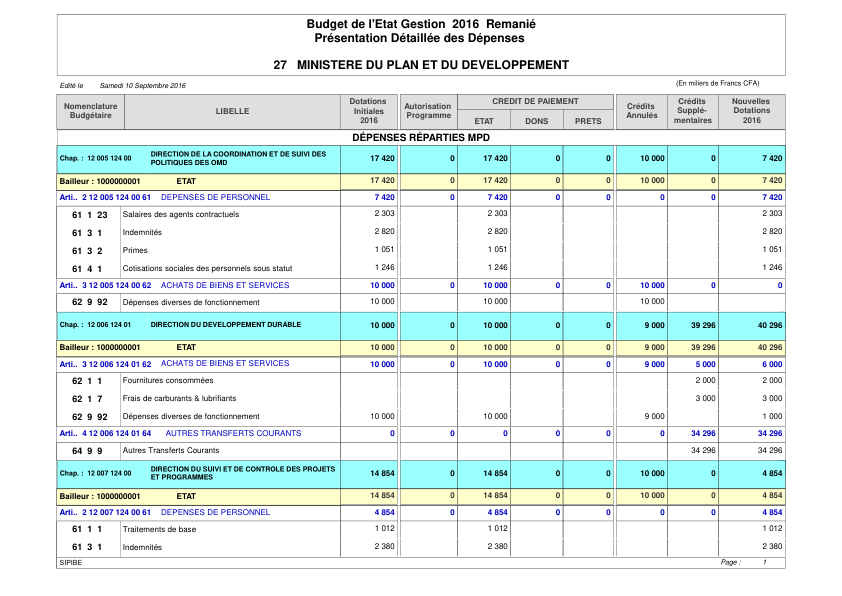 Budget de l'Etat Gestion 2016 Remanié
Présentation Détaillée des Dépenses
27 MINISTERE DU PLAN ET DU DEVELOPPEMENT
Edité le Samedi 10 Septembre 2016
(En miliers de Francs CFA)
Nomenclature Budgétaire LIBELLE Dotations Initiales 2016 Autorisation Programme CREDIT DE PAIEMENT ETAT DONS PRETS Crédits Annulés Crédits Supplé-mentaires Nouvelles Dotations 2016
DÉPENSES RÉPARTIES MPD
Chap. : 12 005 124 00 DIRECTION DE LA COORDINATION ET DE SUIVI DES POLITIQUES DES OMD 17 420 0 17 420 0 0 10 000 0 7 420
Bailleur : 1000000001 ETAT 17 420 0 17 420 0 0 10 000 0 7 420
Arti.. 2 12 005 124 00 61 DEPENSES DE PERSONNEL 7 420 0 7 420 0 0 0 0 7 420
61 1 23 Salaires des agents contractuels 2 303 2 303 2 303
61 3 1 Indemnités 2 820 2 820 2 820
61 3 2 Primes 1 051 1 051 1 051
61 4 1 Cotisations sociales des personnels sous statut 1 246 1 246 1 246
Arti.. 3 12 005 124 00 62 ACHATS DE BIENS ET SERVICES 10 000 0 10 000 0 0 10 000 0 0
62 9 92 Dépenses diverses de fonctionnement 10 000 10 000 10 000
Chap. : 12 006 124 01 DIRECTION DU DEVELOPPEMENT DURABLE 10 000 0 10 000 0 0 9 000 39 296 40 296
Bailleur : 1000000001 ETAT 10 000 0 10 000 0 0 9 000 39 296 40 296
Arti.. 3 12 006 124 01 62 ACHATS DE BIENS ET SERVICES 10 000 0 10 000 0 0 9 000 5 000 6 000
62 1 1 Fournitures consommées 2 000 2 000
62 1 7 Frais de carburants & lubrifiants 3 000 3 000
62 9 92 Dépenses diverses de fonctionnement 10 000 10 000 9 000 1 000
Arti.. 4 12 006 124 01 64 AUTRES TRANSFERTS COURANTS 0 0 0 0 0 0 34 296 34 296
64 9 9 Autres Transferts Courants 34 296 34 296
Chap. : 12 007 124 00 DIRECTION DU SUIVI ET DE CONTROLE DES PROJETS ET PROGRAMMES 14 854 0 14 854 0 0 10 000 0 4 854
Bailleur : 1000000001 ETAT 14 854 0 14 854 0 0 10 000 0 4 854
Arti.. 2 12 007 124 00 61 DEPENSES DE PERSONNEL 4 854 0 4 854 0 0 0 0 4 854
61 1 1 Traitements de base 1 012 1 012 1 012
61 3 1 Indemnités 2 380 2 380 2 380
SIPIBE Page : 1